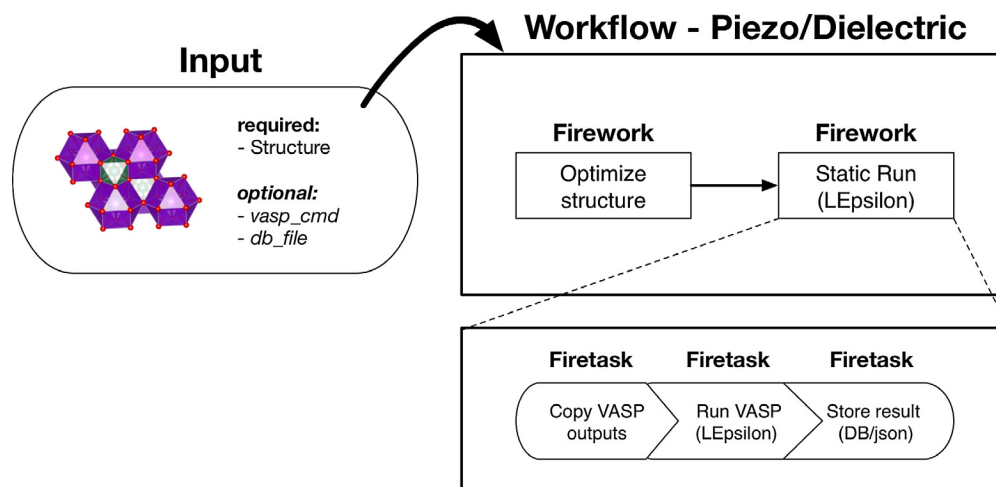 Input
required:
- Structure
optional:
- vasp_cmd
- db_file
Workflow - Piezo/Dielectric
Firework
Optimize
structure
Firework
Static Run
(LEpsilon)
Firetask
Copy VASP
outputs
Firetask
Run VASP
(LEpsilon)
Firetask
Store result
(DB/json)